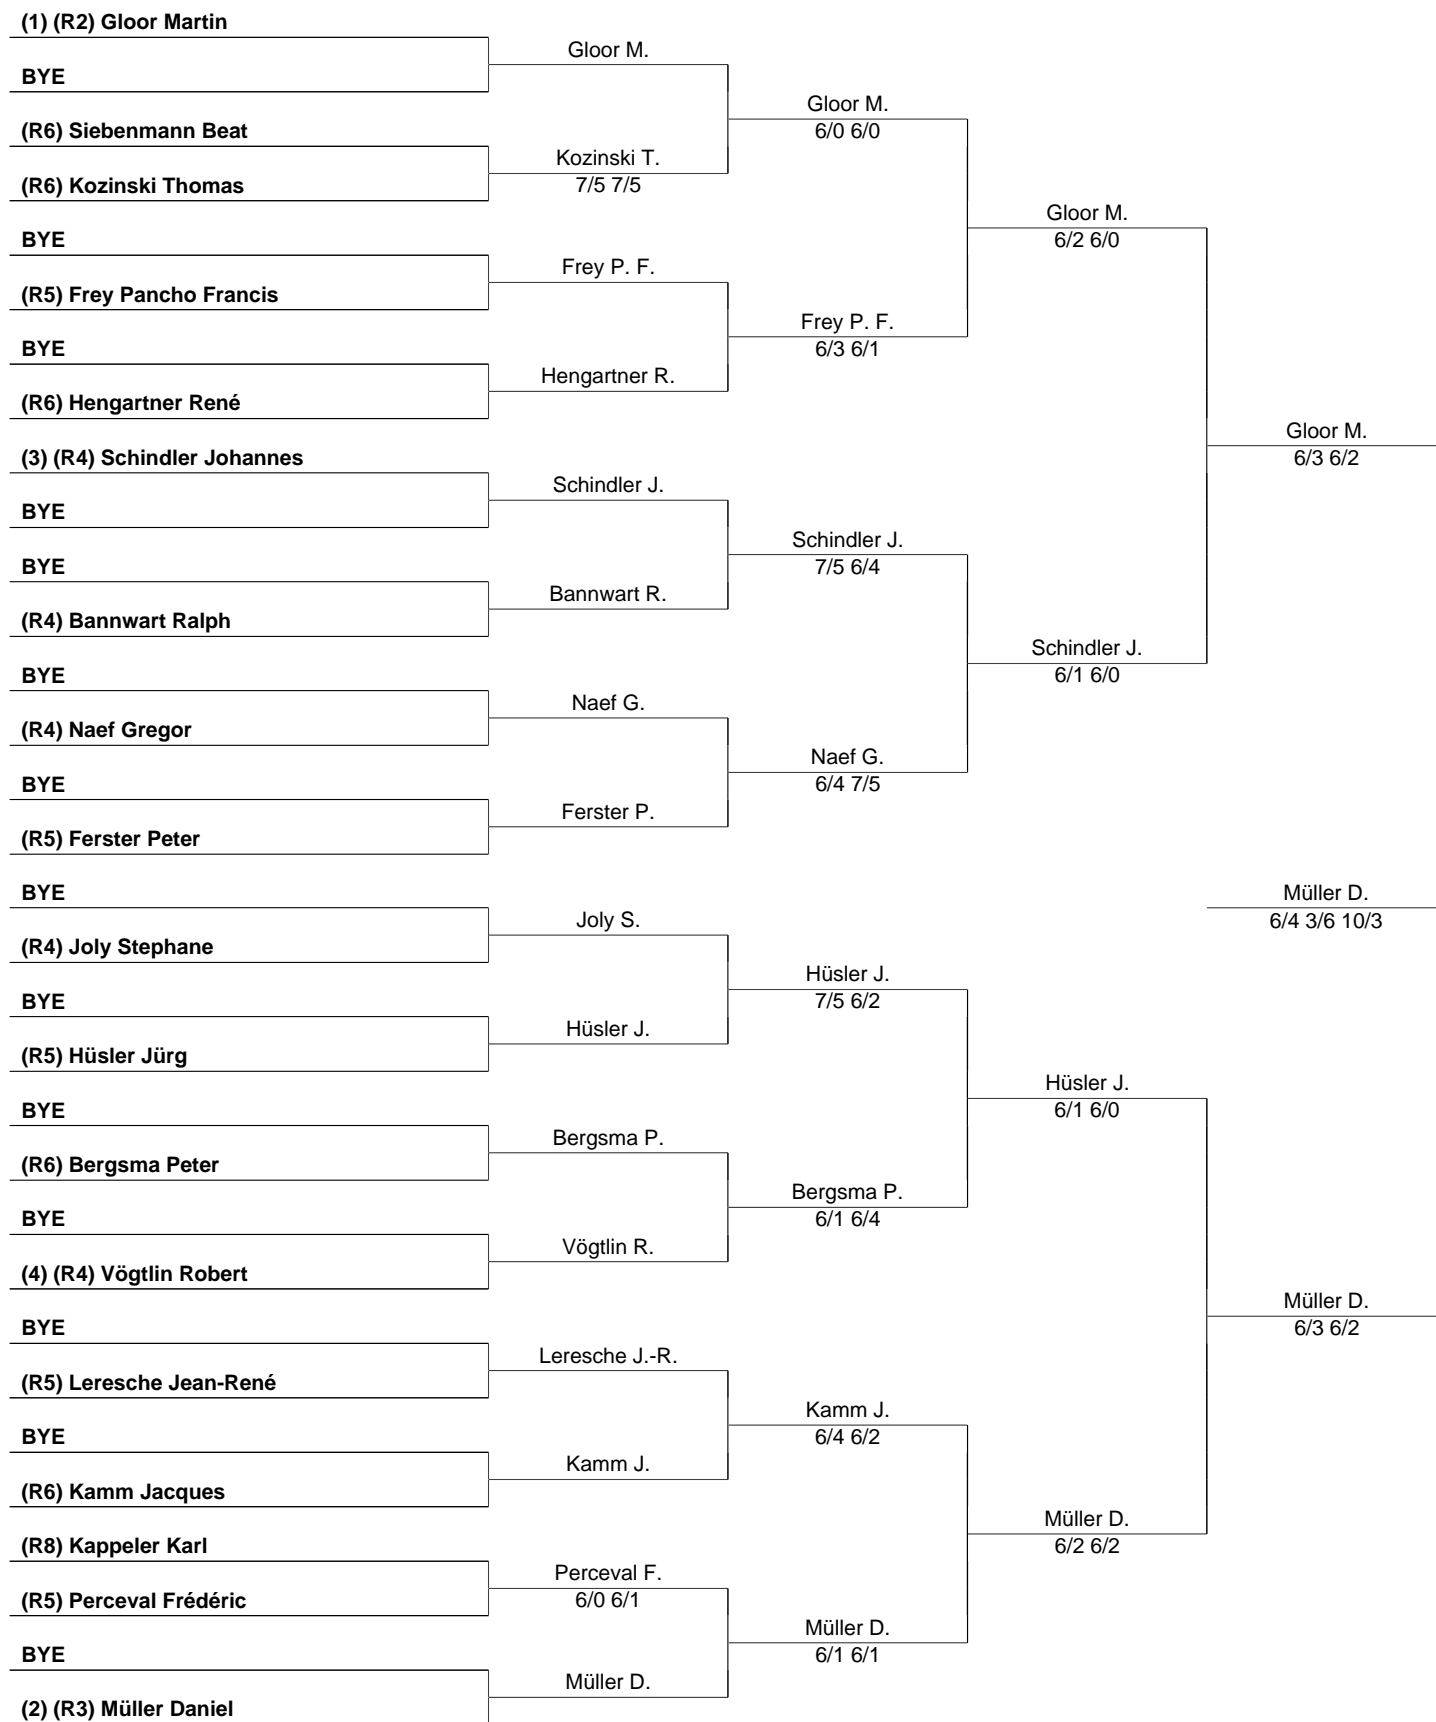 (1) (R2) Gloor Martin
BYE
(R6) Siebenmann Beat
(R6) Kozinski Thomas
BYE
(R5) Frey Pancho Francis
BYE
(R6) Hengartner René
(3) (R4) Schindler Johannes
BYE
BYE
(R4) Bannwart Ralph
BYE
(R4) Naef Gregor
BYE
(R5) Ferster Peter
BYE
(R4) Joly Stephane
BYE
(R5) Hüsler Jürg
BYE
(R6) Bergsma Peter
BYE
(4) (R4) Vögtlin Robert
BYE
(R5) Leresche Jean-René
BYE
(R6) Kamm Jacques
(R8) Kappeler Karl
(R5) Perceval Frédéric
BYE
(2) (R3) Müller Daniel
Gloor M.
Kozinski T.
7/5 7/5
Frey P. F.
Hengartner R.
Schindler J.
Bannwart R.
Naef G.
Ferster P.
Joly S.
Hüsler J.
Bergsma P.
Vögtlin R.
Leresche J.-R.
Kamm J.
Perceval F.
6/0 6/1
Müller D.
Gloor M.
6/0 6/0
Frey P. F.
6/3 6/1
Schindler J.
7/5 6/4
Naef G.
6/4 7/5
Hüsler J.
7/5 6/2
Bergsma P.
6/1 6/4
Kamm J.
6/4 6/2
Müller D.
6/1 6/1
Gloor M.
6/2 6/0
Schindler J.
6/1 6/0
Hüsler J.
6/1 6/0
Müller D.
6/2 6/2
Gloor M.
6/3 6/2
Müller D.
6/4 3/6 10/3
Müller D.
6/3 6/2